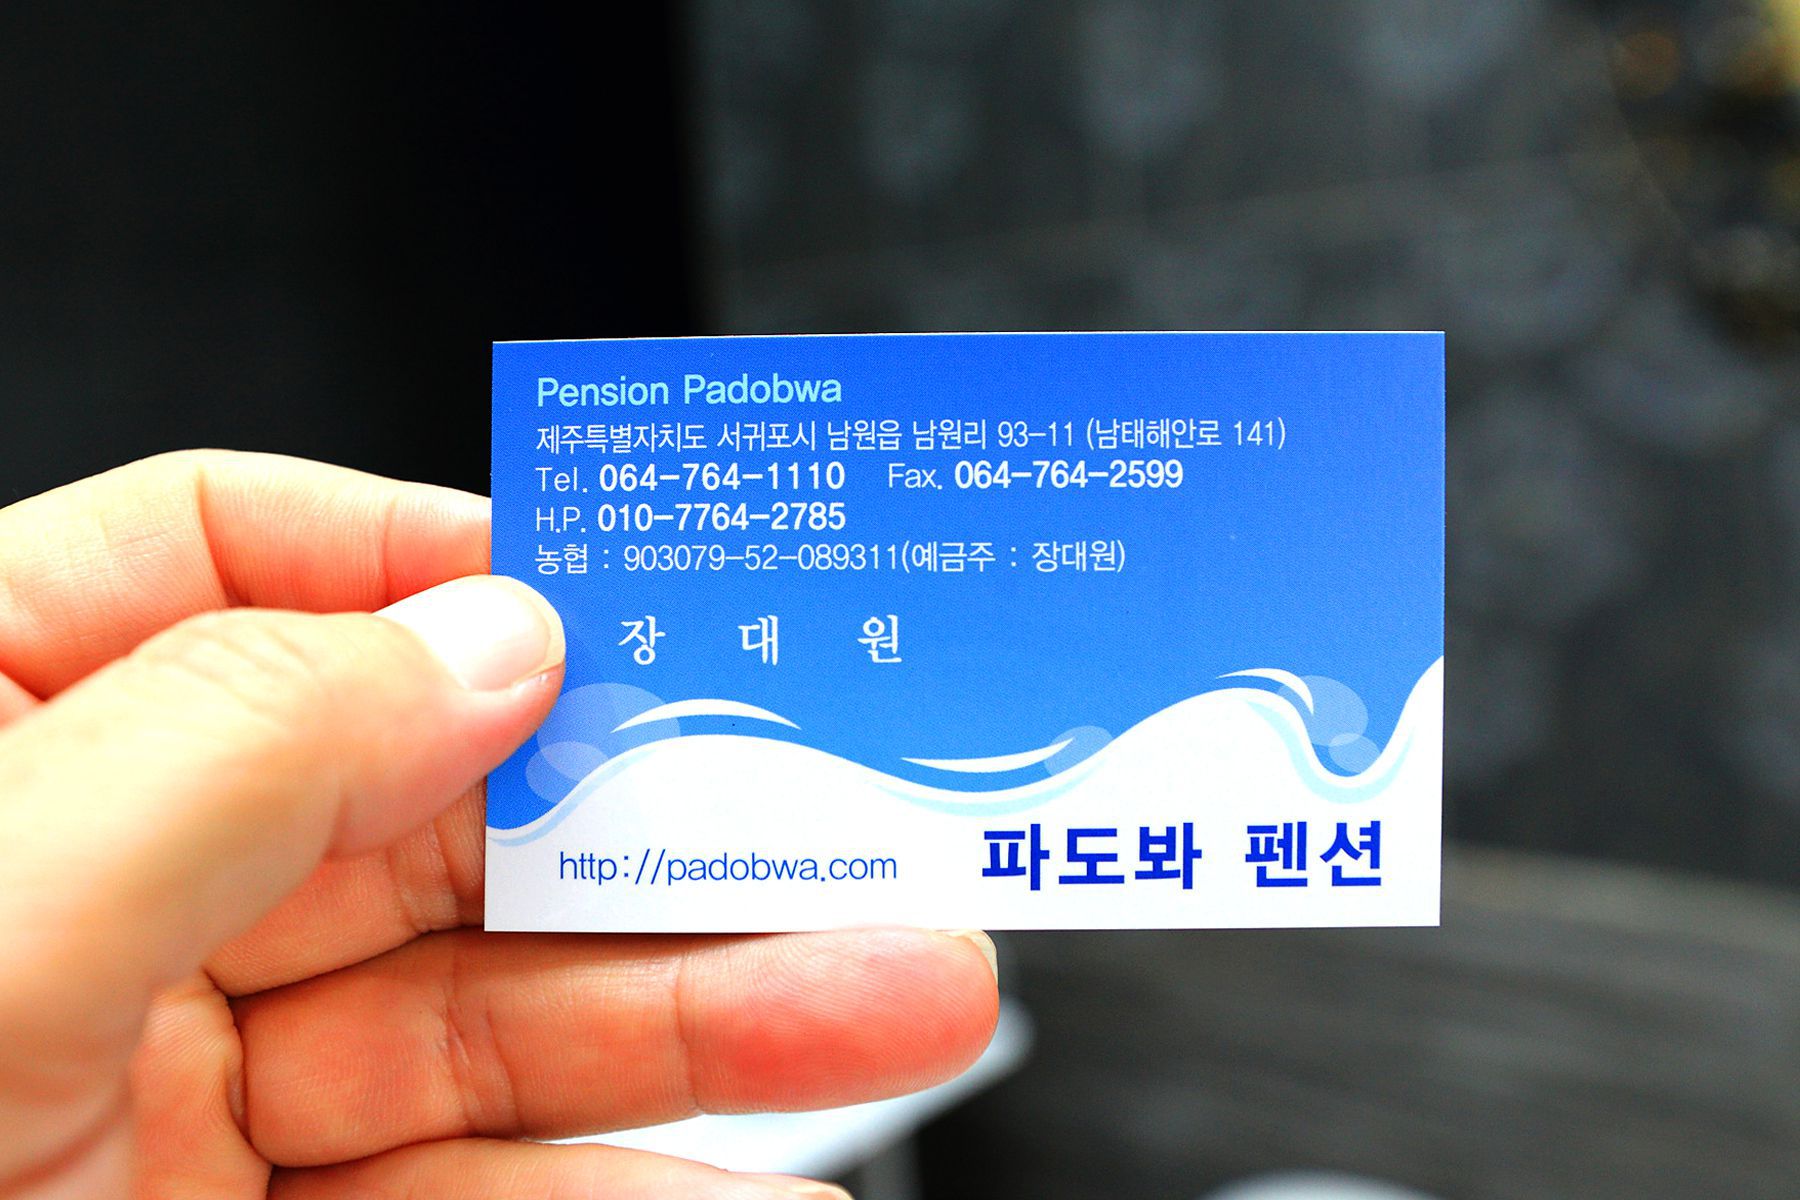 Pension Padobwa
제주특별자치도 서귀포시 남원읍 남원리 93-11 (남태해안로 141)
Tel. 064-764-1110 Fax. 064-764-2599
H.P. 010-7764-2785
농협 : 903079-52-089311(예금주 : 장대원)
장 대 원
http://padobwa.com
파도봐 펜션